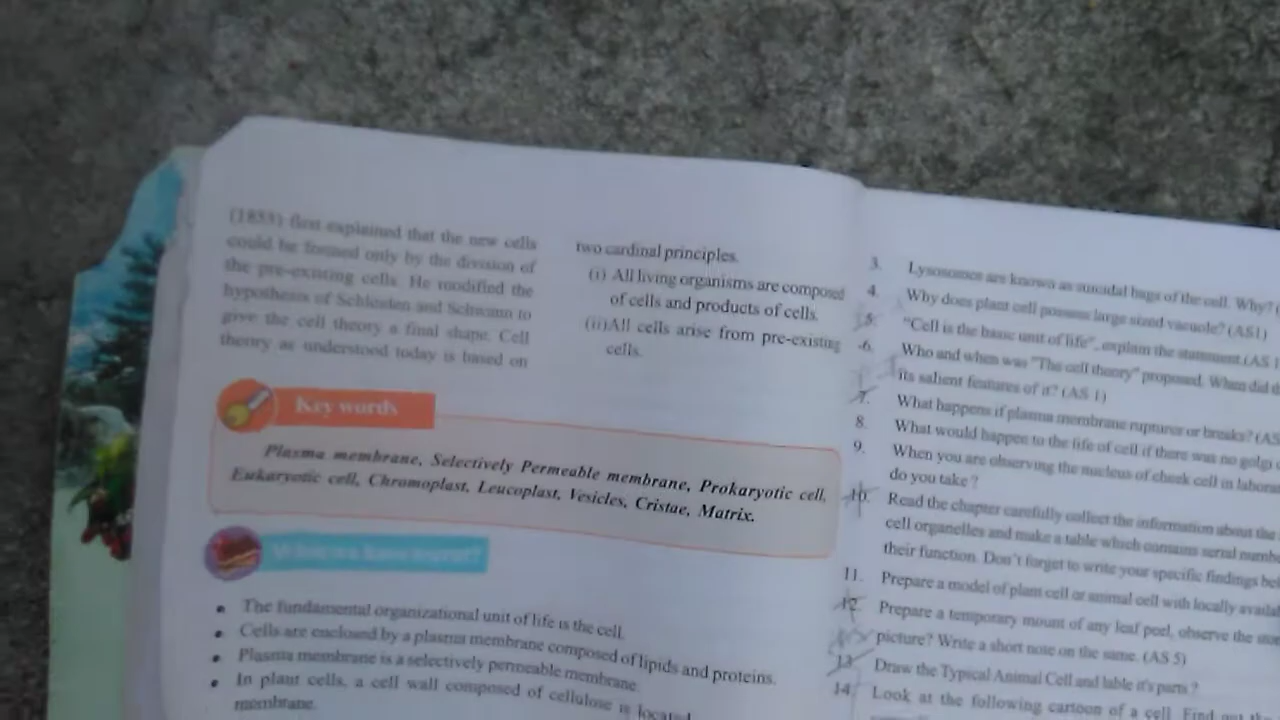 (1855) first explained that the new cells
could be formed only by the division of
the pre-existing cells. He modified the
hypothesis of Schleiden and Schwann to
give the cell theory a final shape. Cell
theory as understood today is based on
two cardinal principles.
(i) All living organisms are composed
of cells and products of cells.
(ii)All cells arise from pre-existing
cells.
Key words
Plasma membrane, Selectively Permeable membrane, Prokaryotic cell,
Eukaryotic cell, Chromoplast, Leucoplast, Vesicles, Cristae, Matrix.
What we have learnt?
• The fundamental organizational unit of life is the cell.
• Cells are enclosed by a plasma membrane composed of lipids and proteins.
• Plasma membrane is a selectively permeable membrane.
• In plant cells, a cell wall composed of cellulose is located
membrane.
3. Lysosomes are known as suicidal bags of the cell. Why?
4. Why does plant cell possess large sized vacuole? (AS1)
5. "Cell is the basic unit of life", explain the statement.(AS 1
6. Who and when was "The cell theory" proposed. When did
its salient features of it? (AS 1)
7. What happens if plasma membrane ruptures or breaks? (AS
8. What would happen to the life of cell if there was no golgi
9. When you are observing the nucleus of cheek cell in
do you take ?
10. Read the chapter carefully collect the information about the
cell organelles and make a table which contains serial
their function. Don't forget to write your specific findings
11. Prepare a model of plant cell or animal cell with locally
12. Prepare a temporary mount of any leaf peel, observe the
picture? Write a short note on the same. (AS 5)
13. Draw the Typical Animal Cell and lable it's parts ?
14. Look at the following cartoon of a cell. Find out the